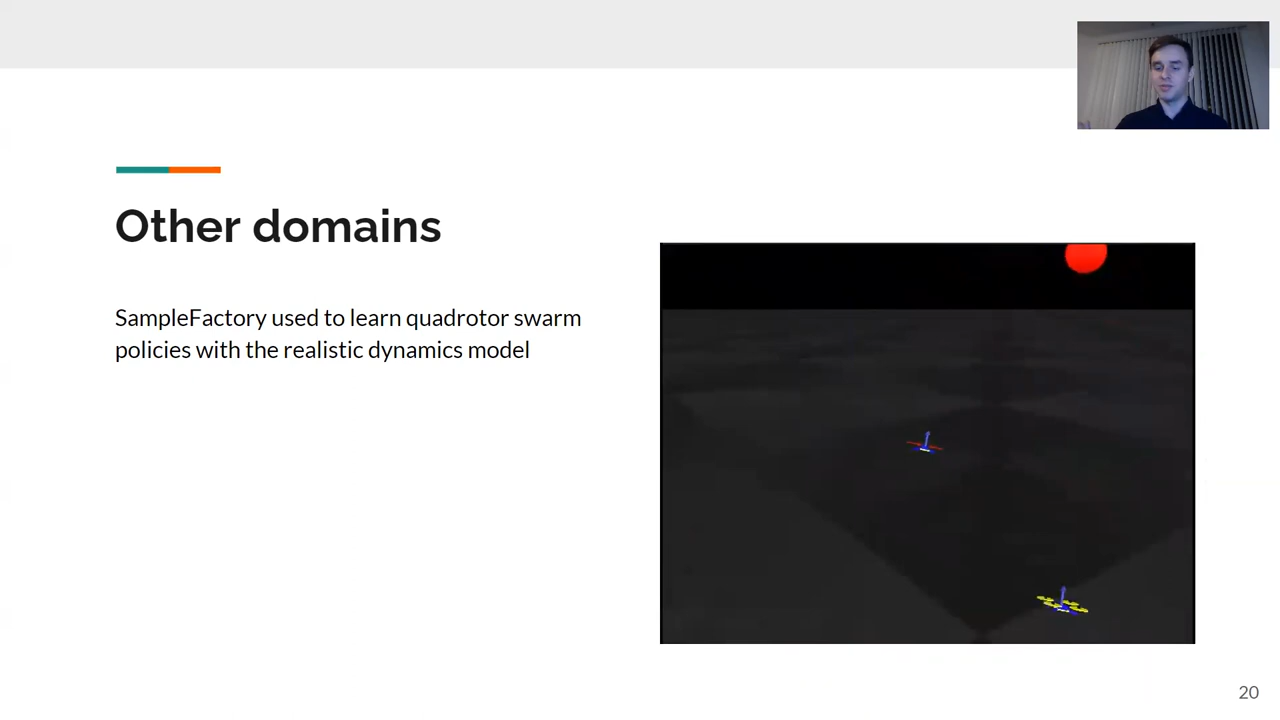 Other domains
SampleFactory used to learn quadrotor swarm
policies with the realistic dynamics model
20